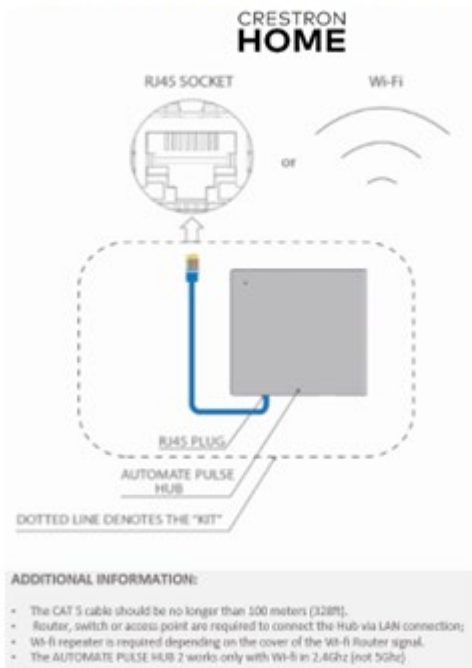 CRESTRON
HOME
RJ45 SOCKET
Wi-Fi
or
RJ45 PLUG
AUTOMATE PULSE
HUB
DOTTED LINE DENOTES THE "KIT"
ADDITIONAL INFORMATION:
• The CAT 5 cable should be no longer than 100 meters (328ft).
• Router, switch or access point are required to connect the Hub via LAN connection;
• Wi-fi repeater is required depending on the cover of the Wi-fi Router signal.
• The AUTOMATE PULSE HUB 2 works only with Wi-fi in 2,4Ghz (not 5Ghz)